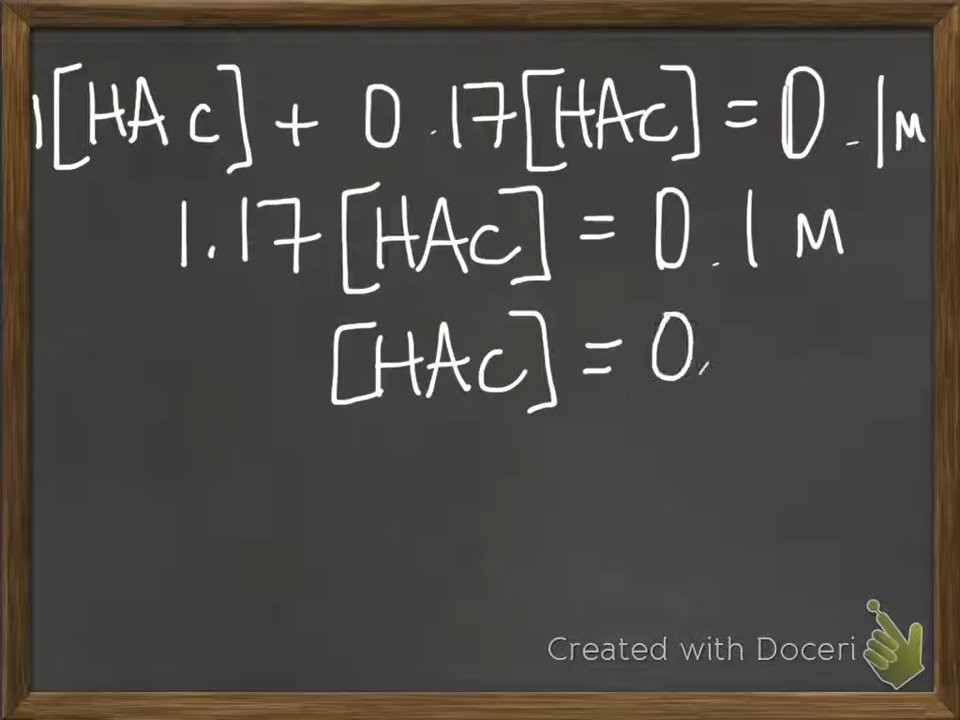 1[HAc] + 0.17[HAc] = 0.1M
1.17[HAc] = 0.1 M
[HAc] = 0.
Created with Doceri